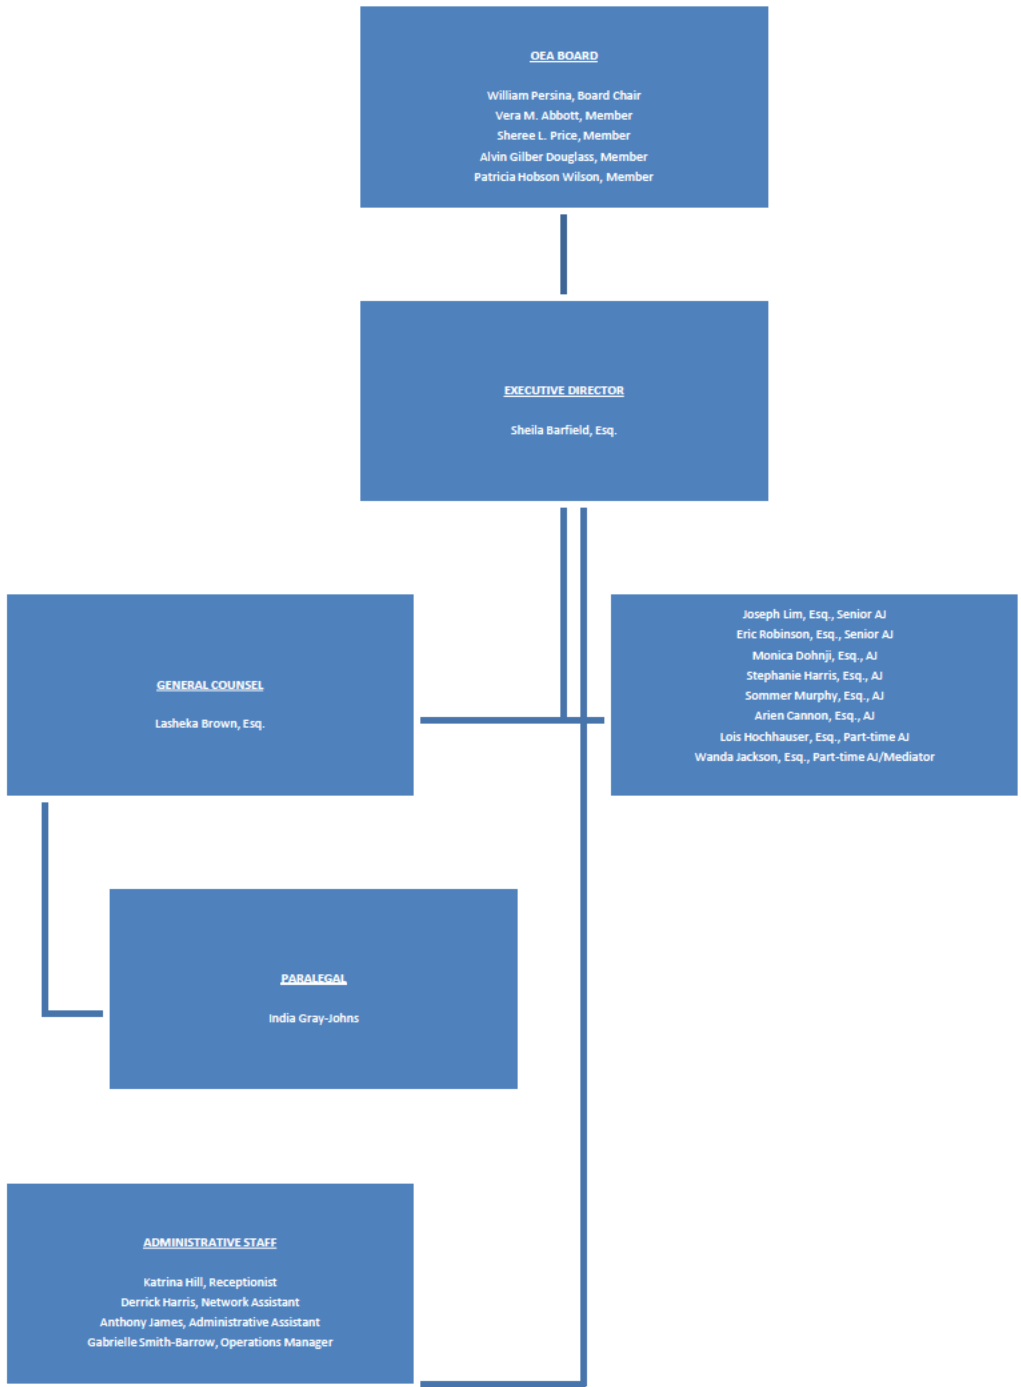 OEA BOARD
William Persina, Board Chair
Vera M. Abbott, Member
Sheree L. Price, Member
Alvin Gilber Douglass, Member
Patricia Hobson Wilson, Member
EXECUTIVE DIRECTOR
Sheila Barfield, Esq.
GENERAL COUNSEL
Lasheka Brown, Esq.
Joseph Lim, Esq., Senior AJ
Eric Robinson, Esq., Senior AJ
Monica Dohnji, Esq., AJ
Stephanie Harris, Esq., AJ
Sommer Murphy, Esq., AJ
Arien Cannon, Esq., AJ
Lois Hochhauser, Esq., Part-time AJ
Wanda Jackson, Esq., Part-time AJ/Mediator
PARALEGAL
India Gray-Johns
ADMINISTRATIVE STAFF
Katrina Hill, Receptionist
Derrick Harris, Network Assistant
Anthony James, Administrative Assistant
Gabrielle Smith-Barrow, Operations Manager